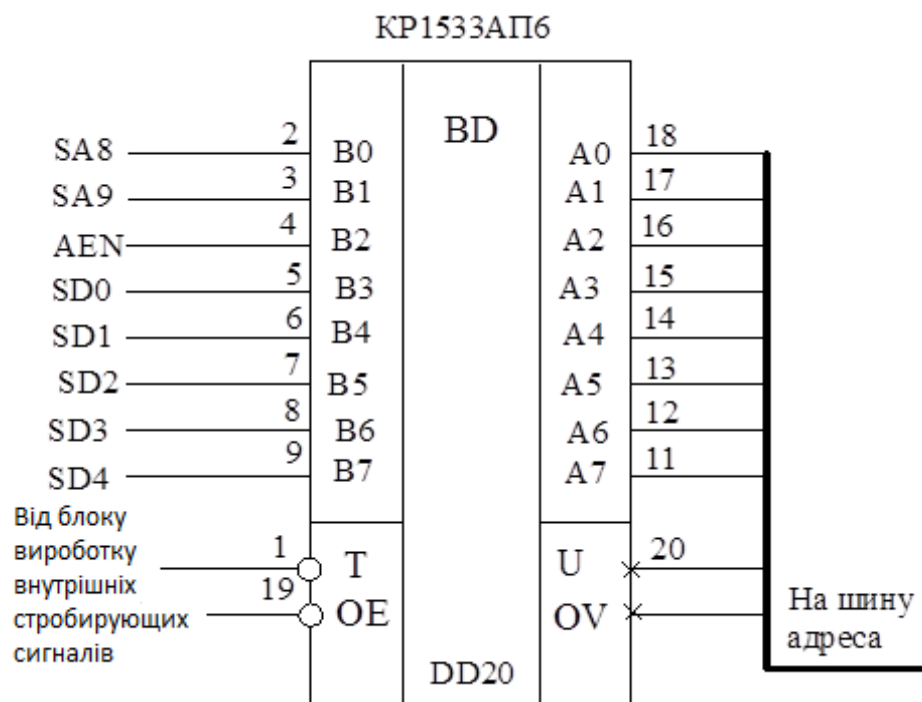 КР1533АП6
BD
SA8 2 B0 A0 18
SA9 3 B1 A1 17
AEN 4 B2 A2 16
SD0 5 B3 A3 15
SD1 6 B4 A4 14
SD2 7 B5 A5 13
SD3 8 B6 A6 12
SD4 9 B7 A7 11
Від блоку
вироботку
внутрішніх
стробирующих
сигналів
1 T U 20
19 OE OV
На шину
адреса
DD20